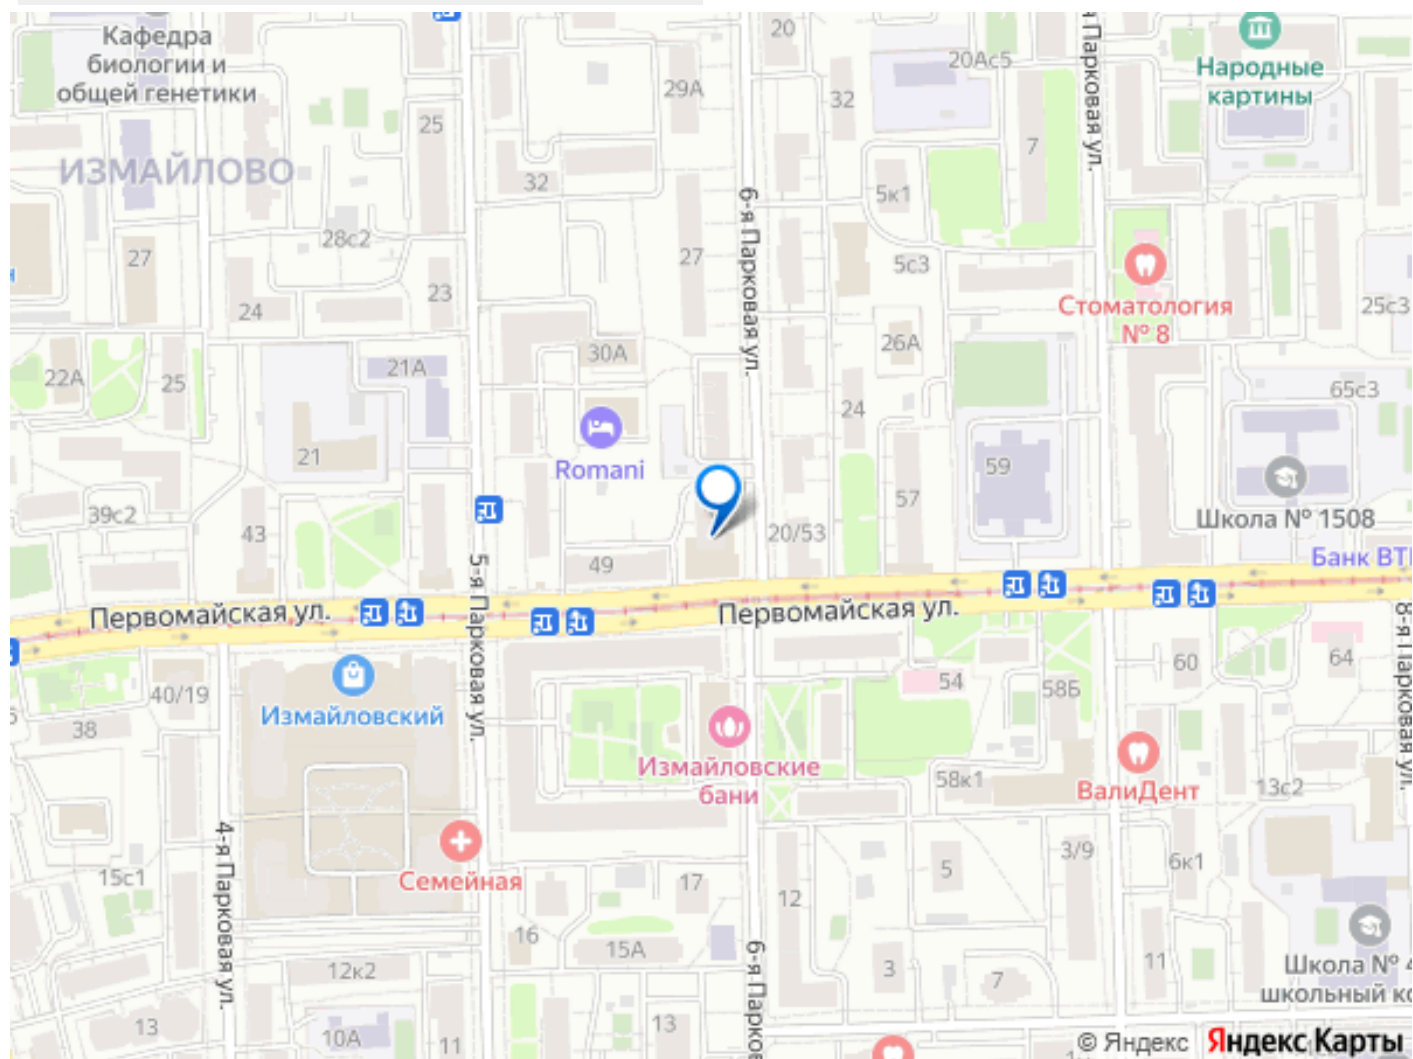 Кафедра
биологии и
общей генетики
ИЗМАЙЛОВО
25
29А
20
20Ас5
32
7
Народные
картины
Парковая ул.
32
28с2
27
24
23
27
6-я Парковая ул.
5к1
5с3
Стоматология
№ 8
25с3
22А
25
21А
30А
26А
65с3
21
Romani
24
59
39с2
43
57
Школа № 1508
49
20/53
5-я Парковая ул.
Банк ВТ
Первомайская ул.
Первомайская ул.
8-я Парковая ул.
40/19
38
Измайловский
54
58Б
60
64
Измайловские
бани
58к1
ВалиДент
13с2
4-я Парковая ул.
15с1
Семейная
17
12
5
3/9
6к1
16
15А
6-я Парков
3
7
11
12к2
Школа №
школьный ко
13
10А
11
13
© Яндекс Яндекс Карты